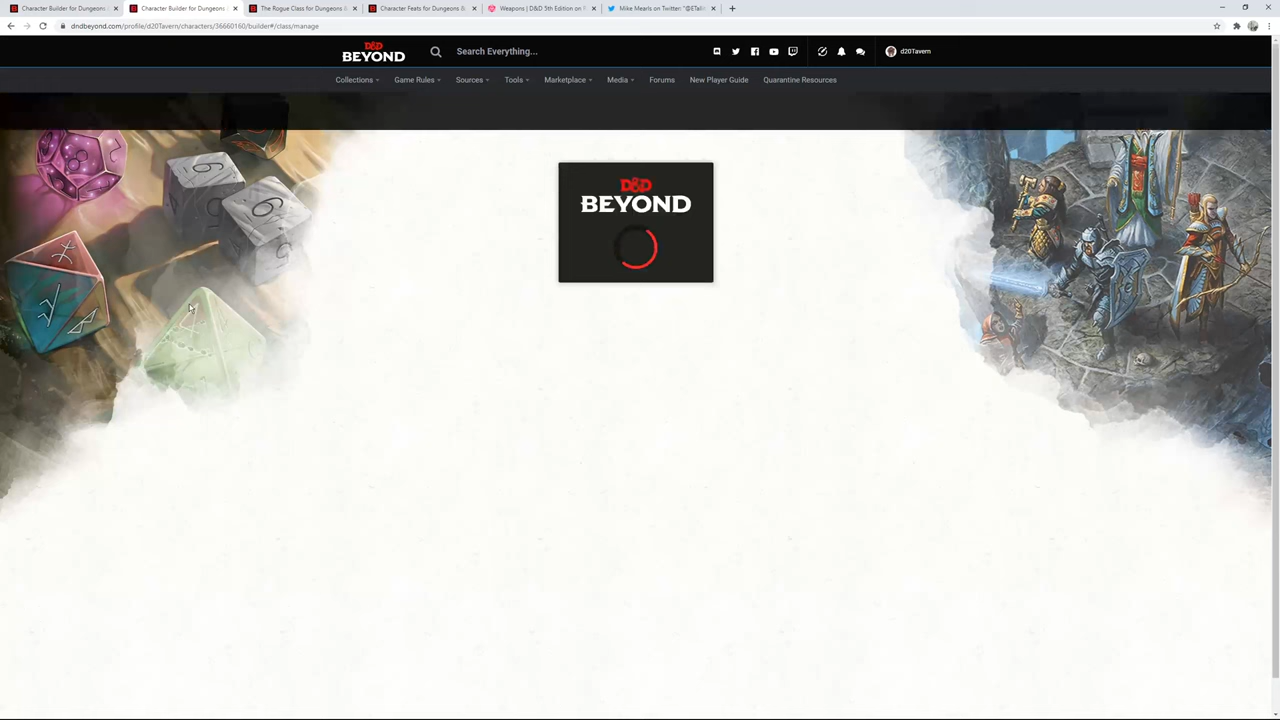 Character Builder for Dungeons
Character Builder for Dungeons
The Rogue Class for Dungeons &
Character Feats for Dungeons &
Weapons | D&D 5th Edition on
Mike Mearls on Twitter:
dndbeyond.com/profile/d20Tavern/characters/36660160/builder#/class/manage
D&D
BEYOND
Search Everything...
d20Tavern
Collections
Game Rules
Sources
Tools
Marketplace
Media
Forums
New Player Guide
Quarantine Resources
D&D
BEYOND